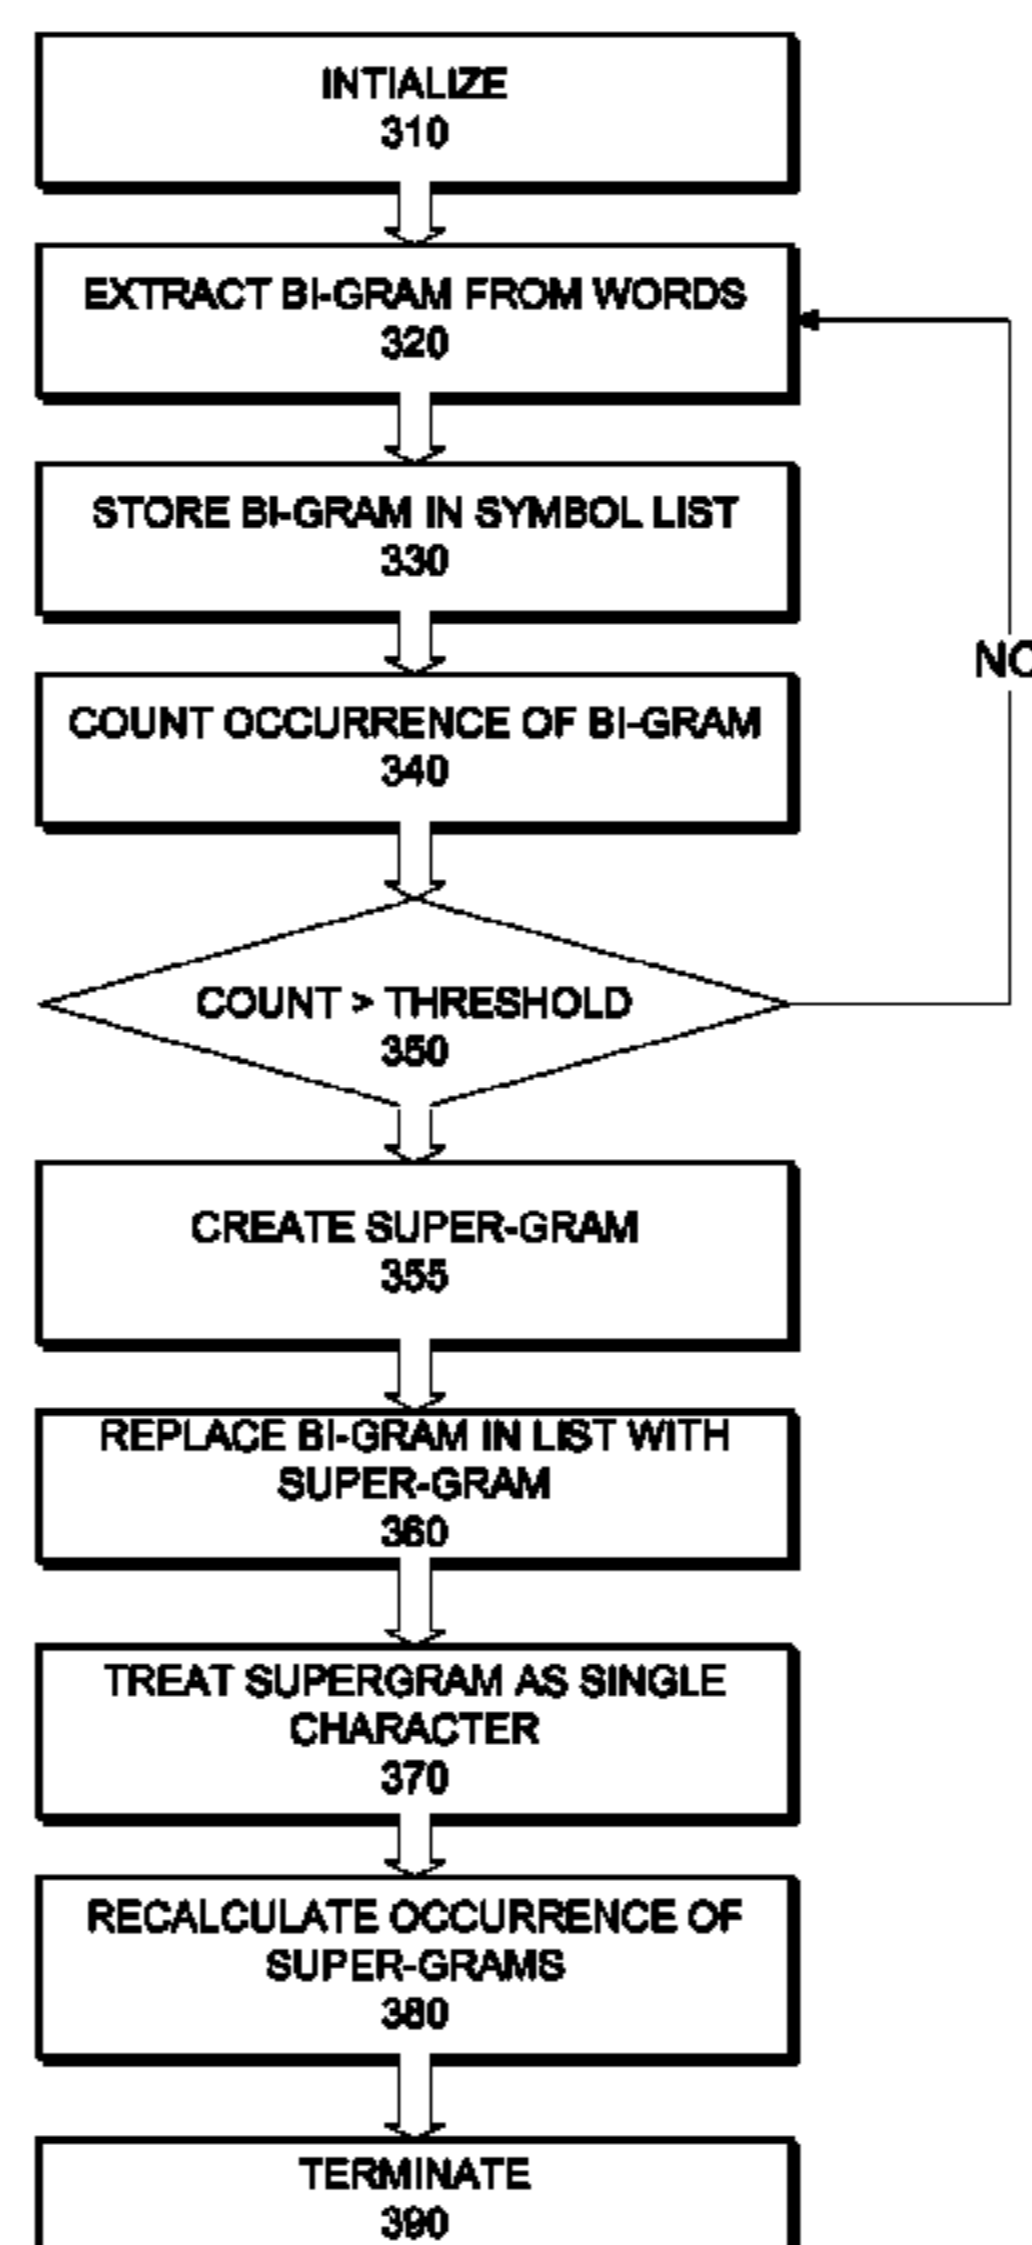 INTIALIZE
310
EXTRACT BI-GRAM FROM WORDS
320
STORE BI-GRAM IN SYMBOL LIST
330
COUNT OCCURRENCE OF BI-GRAM
340
NO
COUNT > THRESHOLD
350
CREATE SUPER-GRAM
355
REPLACE BI-GRAM IN LIST WITH
SUPER-GRAM
360
TREAT SUPERGRAM AS SINGLE
CHARACTER
370
RECALCULATE OCCURRENCE OF
SUPER-GRAMS
380
TERMINATE
390